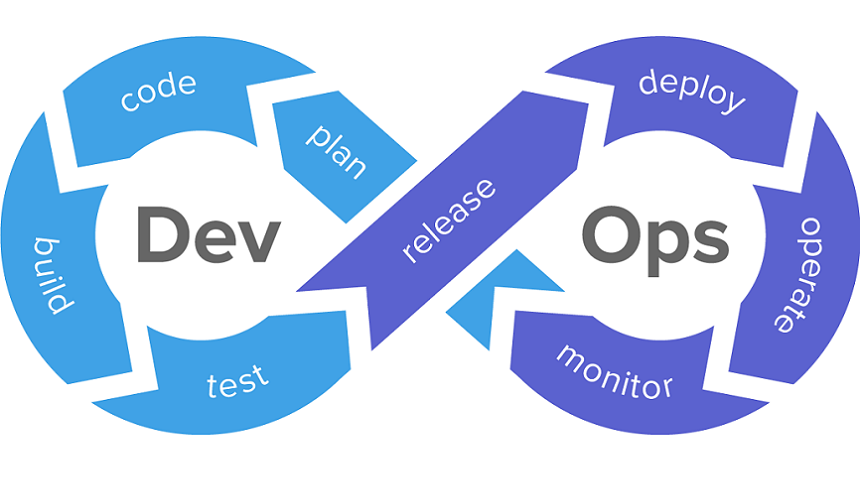 plan
code
build
test
release
deploy
operate
monitor
Dev
Ops